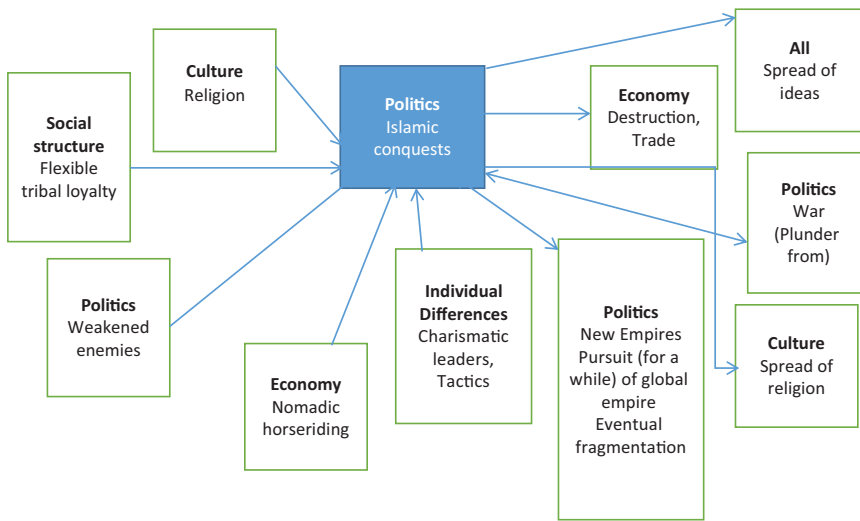 Culture
Religion
Social
structure
Flexible
tribal loyalty
Politics
Weakened
enemies
Economy
Nomadic
horseriding
Individual
Differences
Charismatic
leaders,
Tactics
Politics
Islamic
conquests
Economy
Destruction,
Trade
All
Spread of
ideas
Politics
War
(Plunder
from)
Politics
New Empires
Pursuit (for a
while) of global
empire
Eventual
fragmentation
Culture
Spread of
religion